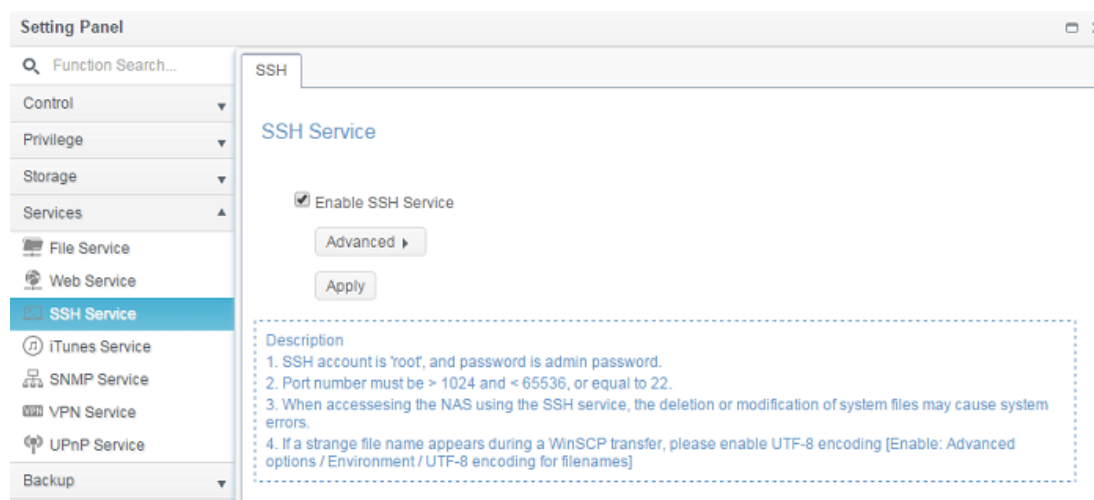 Setting Panel
Function Search...
Control
Privilege
Storage
Services
File Service
Web Service
SSH Service
iTunes Service
SNMP Service
VPN Service
UPnP Service
Backup
SSH
SSH Service
Enable SSH Service
Advanced
Apply
Description
1. SSH account is 'root', and password is admin password.
2. Port number must be > 1024 and < 65536, or equal to 22.
3. When accessesing the NAS using the SSH service, the deletion or modification of system files may cause system
errors.
4. If a strange file name appears during a WinSCP transfer, please enable UTF-8 encoding [Enable: Advanced
options / Environment / UTF-8 encoding for filenames]